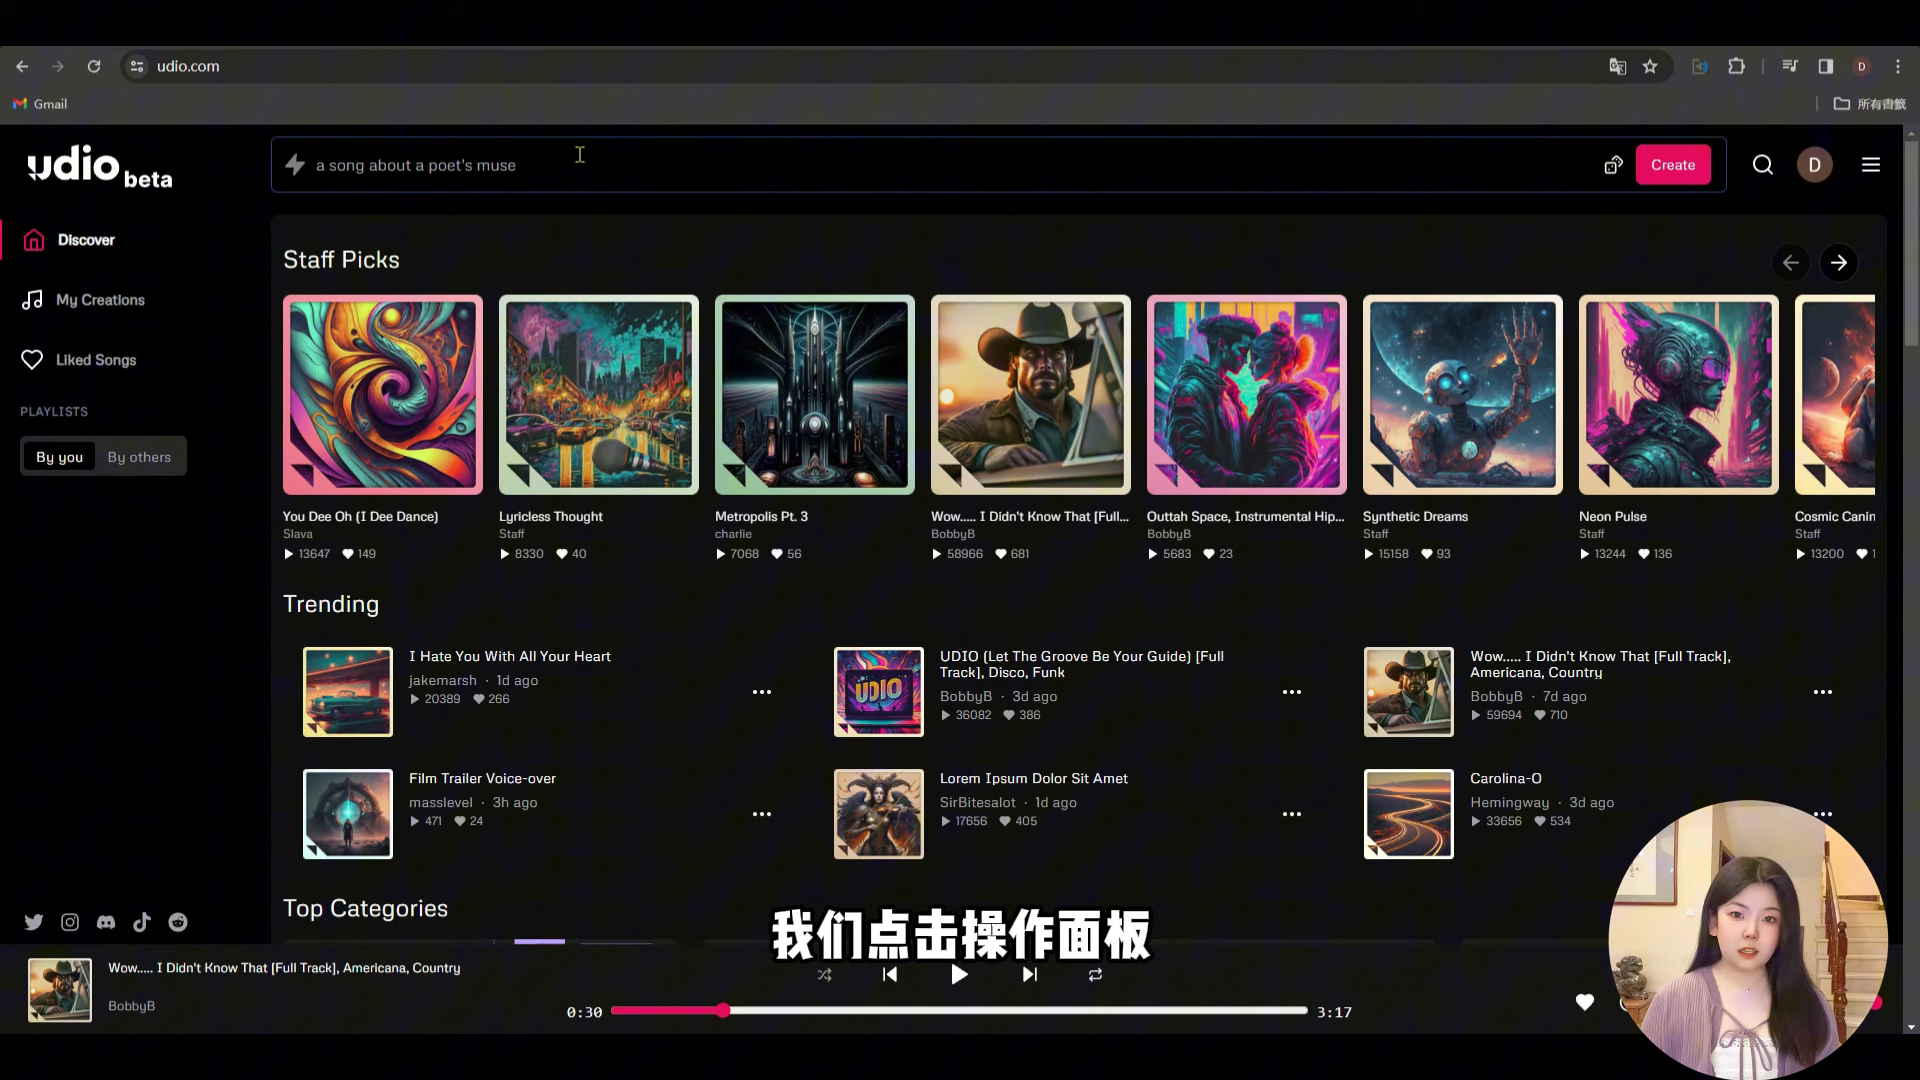 udio.com
D
Gmail
所有書籤
udio beta
a song about a poet's muse
Create
D
Discover
My Creations
Liked Songs
PLAYLISTS
By you
By others
Staff Picks
You Dee Oh (I Dee Dance)
Slava
13647 149
Lyricless Thought
Staff
8330 40
Metropolis Pt. 3
charlie
7068 56
Wow..... I Didn't Know That [Full...
BobbyB
58966 681
Outtah Space, Instrumental Hip...
BobbyB
5683 23
Synthetic Dreams
Staff
15158 93
Neon Pulse
Staff
13244 136
Cosmic Canin
Staff
13200 1
Trending
I Hate You With All Your Heart
jakemarsh · 1d ago
20389 266
UDIO
UDIO (Let The Groove Be Your Guide) [Full
Track], Disco, Funk
BobbyB · 3d ago
36082 386
Wow..... I Didn't Know That [Full Track],
Americana, Country
BobbyB · 7d ago
59694 710
Film Trailer Voice-over
masslevel · 3h ago
471 24
Lorem Ipsum Dolor Sit Amet
SirBitesalot · 1d ago
17656 405
Carolina-O
Hemingway · 3d ago
33656 534
Top Categories
我们点击操作面板
Wow..... I Didn't Know That [Full Track], Americana, Country
BobbyB
0:30
3:17